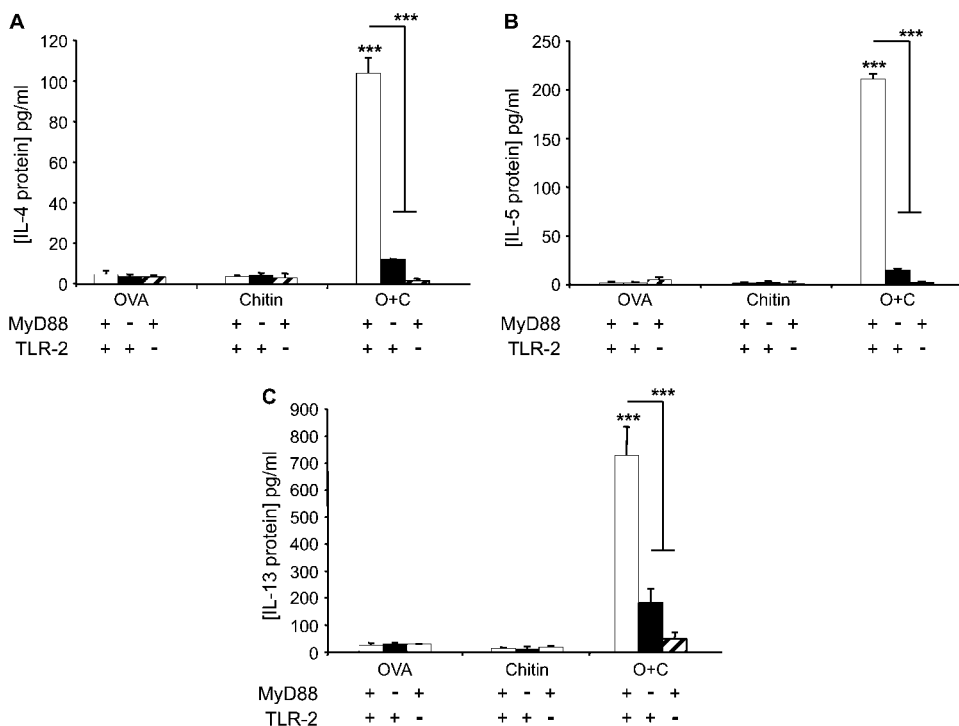 A
***
120
***
100
80
60
40
20
0
[IL-4 protein] pg/ml
OVA Chitin O+C
MyD88 + - + + - + + - +
TLR-2 + + - + + - + + -
B
***
250
***
200
150
100
50
0
[IL-5 protein] pg/ml
OVA Chitin O+C
MyD88 + - + + - + + - +
TLR-2 + + - + + - + + -
C
***
900
***
800
700
600
500
400
300
200
100
0
[IL-13 protein] pg/ml
OVA Chitin O+C
MyD88 + - + + - + + - +
TLR-2 + + - + + - + + -